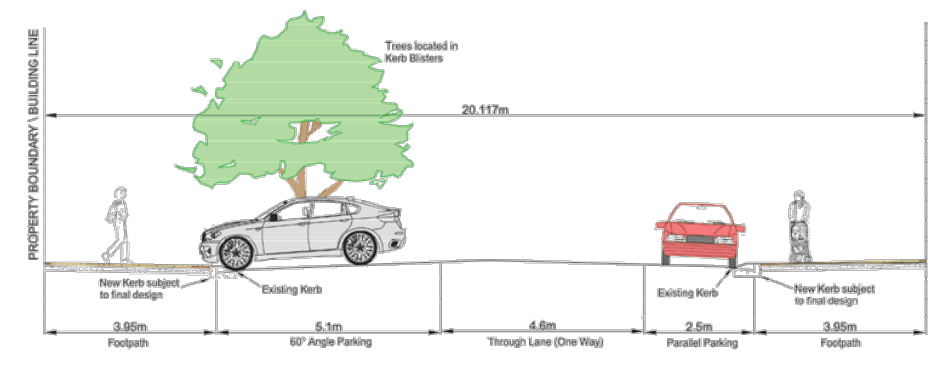 PROPERTY BOUNDARY \ BUILDING LINE
Trees located in
Kerb Blisters
20.117m
New Kerb subject
to final design
Existing Kerb
Existing Kerb
New Kerb subject
to final design
3.95m
5.1m
4.6m
2.5m
3.95m
Footpath
60° Angle Parking
Through Lane (One Way)
Parallel Parking
Footpath